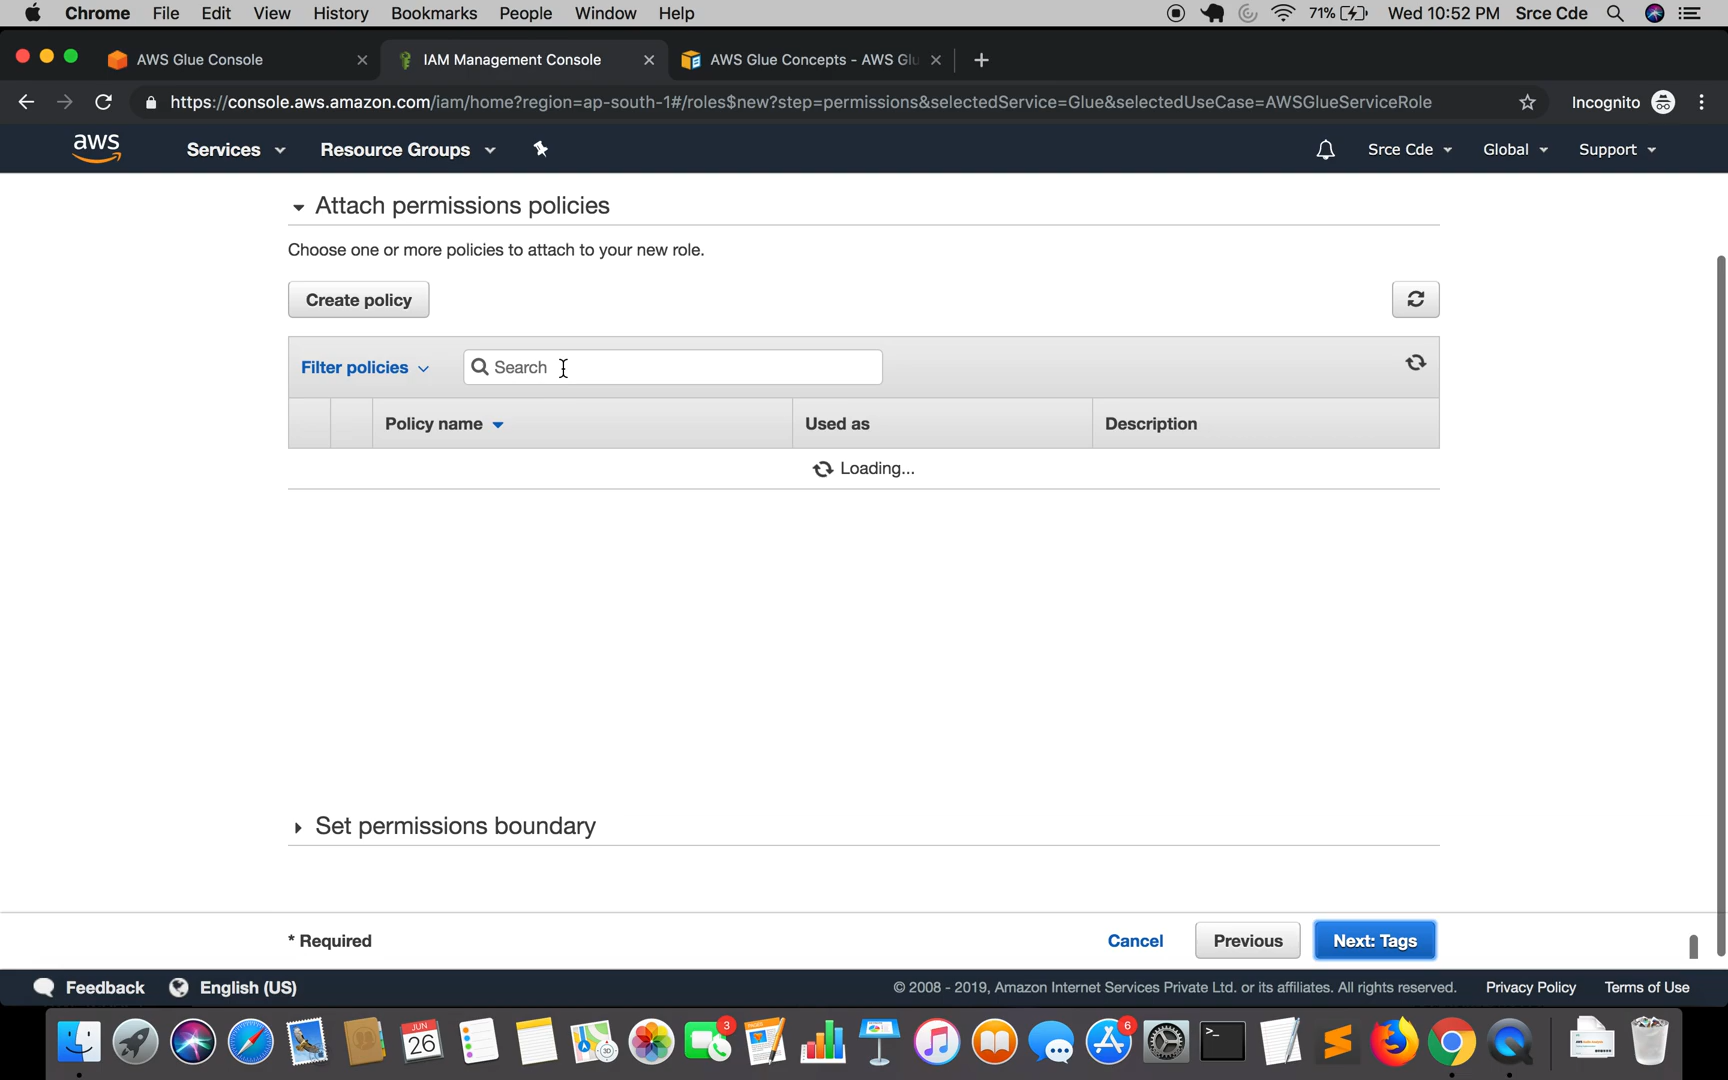 Chrome File Edit View History Bookmarks People Window Help 71% Wed 10:52 PM Srce Cde
AWS Glue Console IAM Management Console AWS Glue Concepts - AWS Glu
https://console.aws.amazon.com/iam/home?region=ap-south-1#/roles$new?step=permissions&selectedService=Glue&selectedUseCase=AWSGlueServiceRole Incognito
aws Services Resource Groups Srce Cde Global Support
Attach permissions policies
Choose one or more policies to attach to your new role.
Create policy
Filter policies Search
Policy name Used as Description
Loading...
Set permissions boundary
* Required Cancel Previous Next: Tags
Feedback English (US) © 2008 - 2019, Amazon Internet Services Private Ltd. or its affiliates. All rights reserved. Privacy Policy Terms of Use
JUN
26
3
6